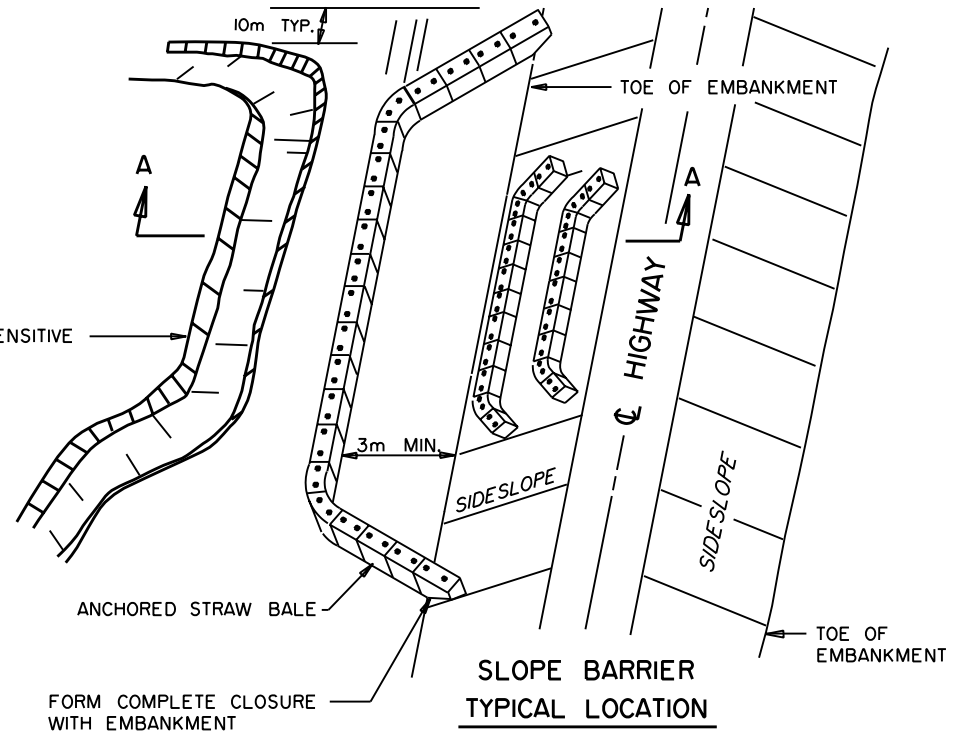 10m TYP.
TOE OF EMBANKMENT
A
A
HIGHWAY
ENSITIVE
3m MIN.
SIDESLOPE
SIDESLOPE
ANCHORED STRAW BALE
TOE OF
EMBANKMENT
SLOPE BARRIER
TYPICAL LOCATION
FORM COMPLETE CLOSURE
WITH EMBANKMENT